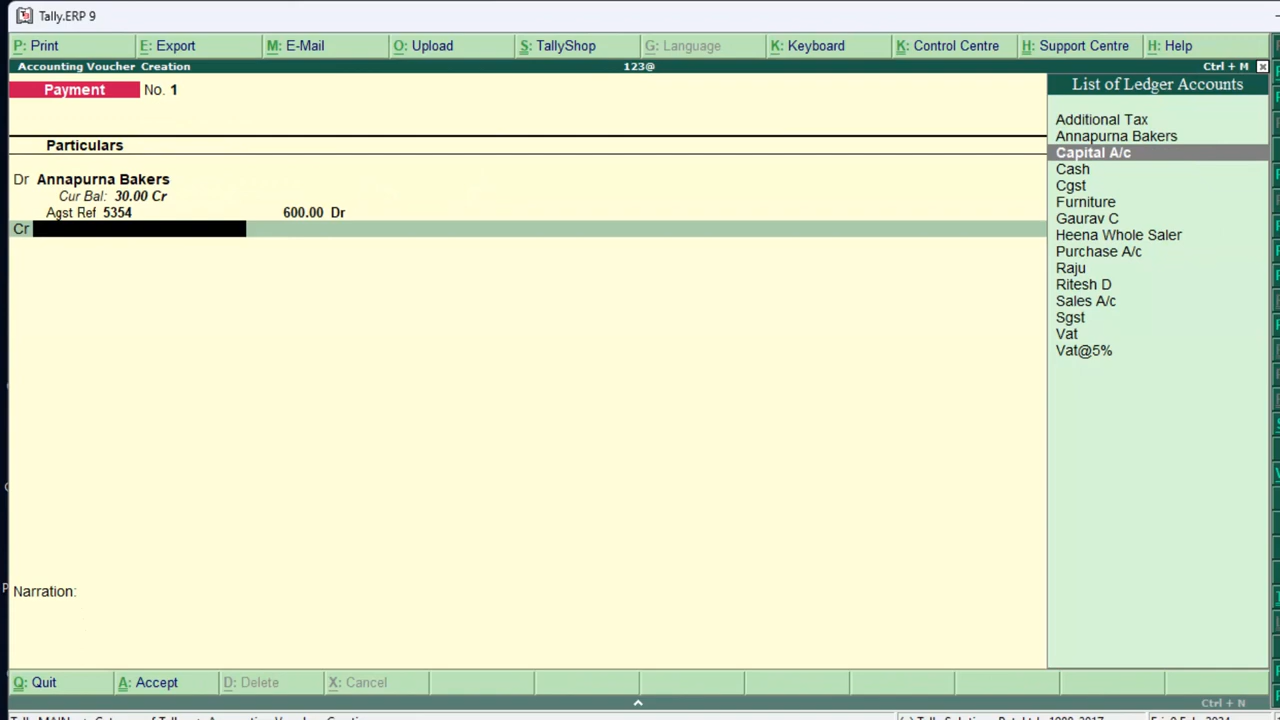 Tally.ERP 9
P: Print E: Export M: E-Mail O: Upload S: TallyShop G: Language K: Keyboard K: Control Centre H: Support Centre H: Help
Accounting Voucher Creation 123@ Ctrl + M
Payment No. 1
List of Ledger Accounts
Particulars
Dr Annapurna Bakers
Cur Bal: 30.00 Cr
Agst Ref 5354 600.00 Dr
Cr
Additional Tax
Annapurna Bakers
Capital A/c
Cash
Cgst
Furniture
Gaurav C
Heena Whole Saler
Purchase A/c
Raju
Ritesh D
Sales A/c
Sgst
Vat
Vat@5%
Narration:
Q: Quit A: Accept D: Delete X: Cancel
Ctrl + N